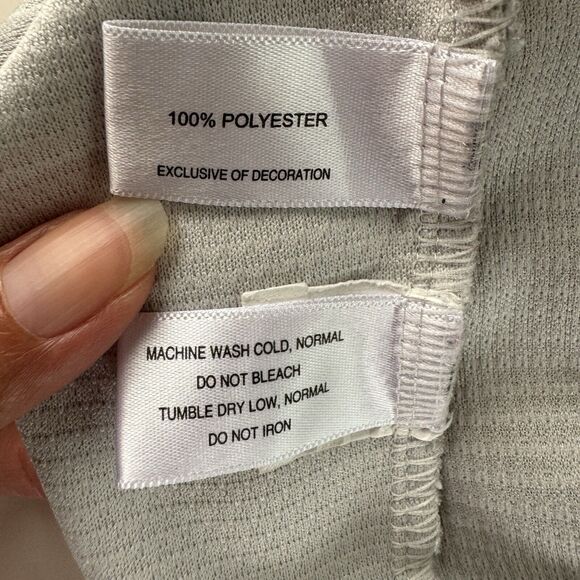 100% POLYESTER
EXCLUSIVE OF DECORATION
MACHINE WASH COLD, NORMAL
DO NOT BLEACH
TUMBLE DRY LOW, NORMAL
DO NOT IRON